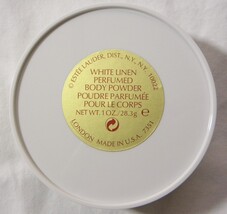 © ESTEE LAUDER, DIST., N.Y., N.Y. 10022
WHITE LINEN
PERFUMED
BODY POWDER
POUDRE PARFUMÉE
POUR LE CORPS
NET WT. 1 OZ./28.3g
LONDON MADE IN U.S.A.